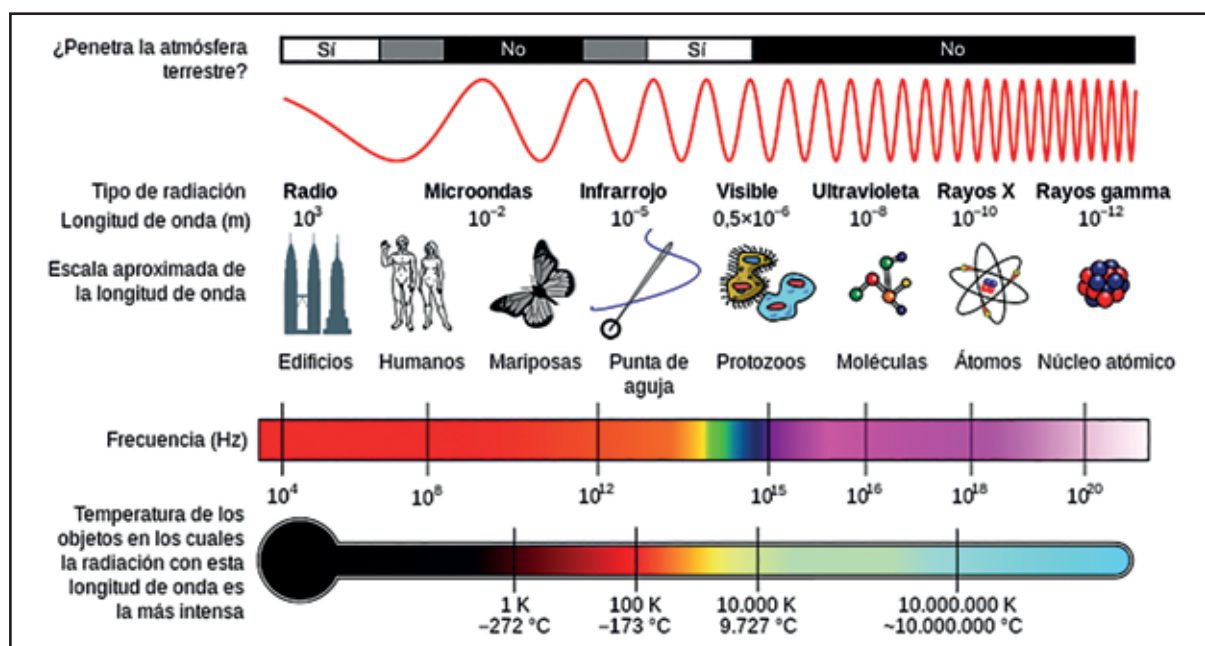 ¿Penetra la atmósfera
terrestre?
Sí No Sí No
Tipo de radiación Radio Microondas Infrarrojo Visible Ultravioleta Rayos X Rayos gamma
Longitud de onda (m) 10³ 10⁻² 10⁻⁵ 0,5×10⁻⁶ 10⁻⁸ 10⁻¹⁰ 10⁻¹²
Escala aproximada de
la longitud de onda
Edificios Humanos Mariposas Punta de Protozoos Moléculas Átomos Núcleo atómico
aguja
Frecuencia (Hz)
10⁴ 10⁸ 10¹² 10¹⁵ 10¹⁶ 10¹⁸ 10²⁰
Temperatura de los
objetos en los cuales
la radiación con esta
longitud de onda es
la más intensa
1 K 100 K 10.000 K 10.000.000 K
−272 °C −173 °C 9.727 °C ~10.000.000 °C